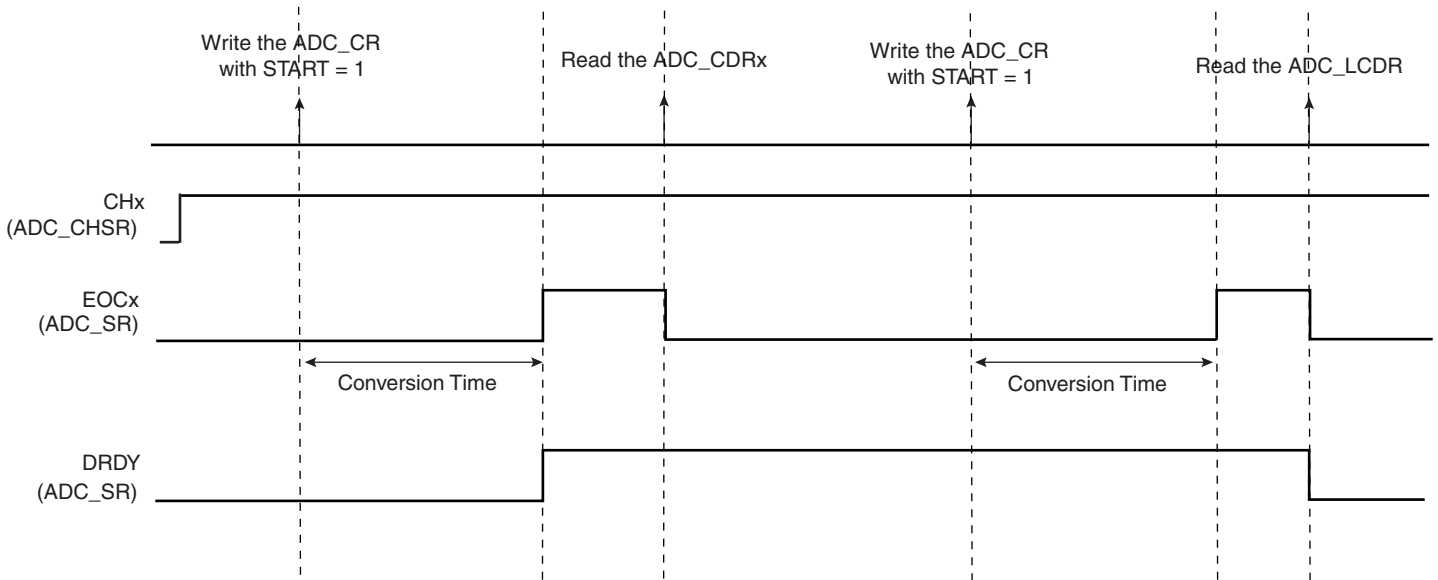 Write the ADC_CR
with START = 1
Read the ADC_CDRx
Write the ADC_CR
with START = 1
Read the ADC_LCDR
CHx
(ADC_CHSR)
EOCx
(ADC_SR)
Conversion Time
Conversion Time
DRDY
(ADC_SR)